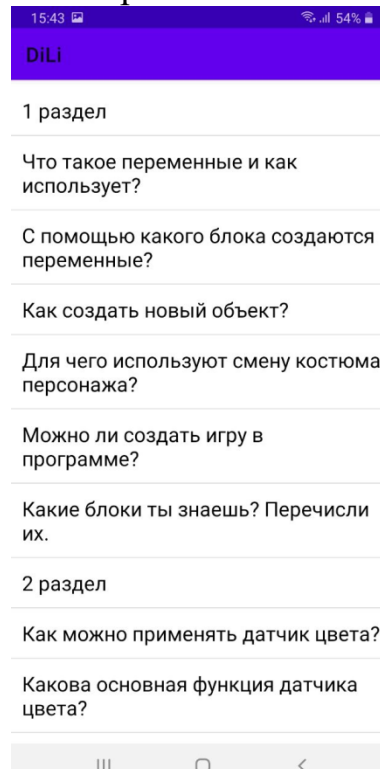 15:43 54%
DiLi
1 раздел
Что такое переменные и как
использует?
С помощью какого блока создаются
переменные?
Как создать новый объект?
Для чего используют смену костюма
персонажа?
Можно ли создать игру в
программе?
Какие блоки ты знаешь? Перечисли
их.
2 раздел
Как можно применять датчик цвета?
Какова основная функция датчика
цвета?